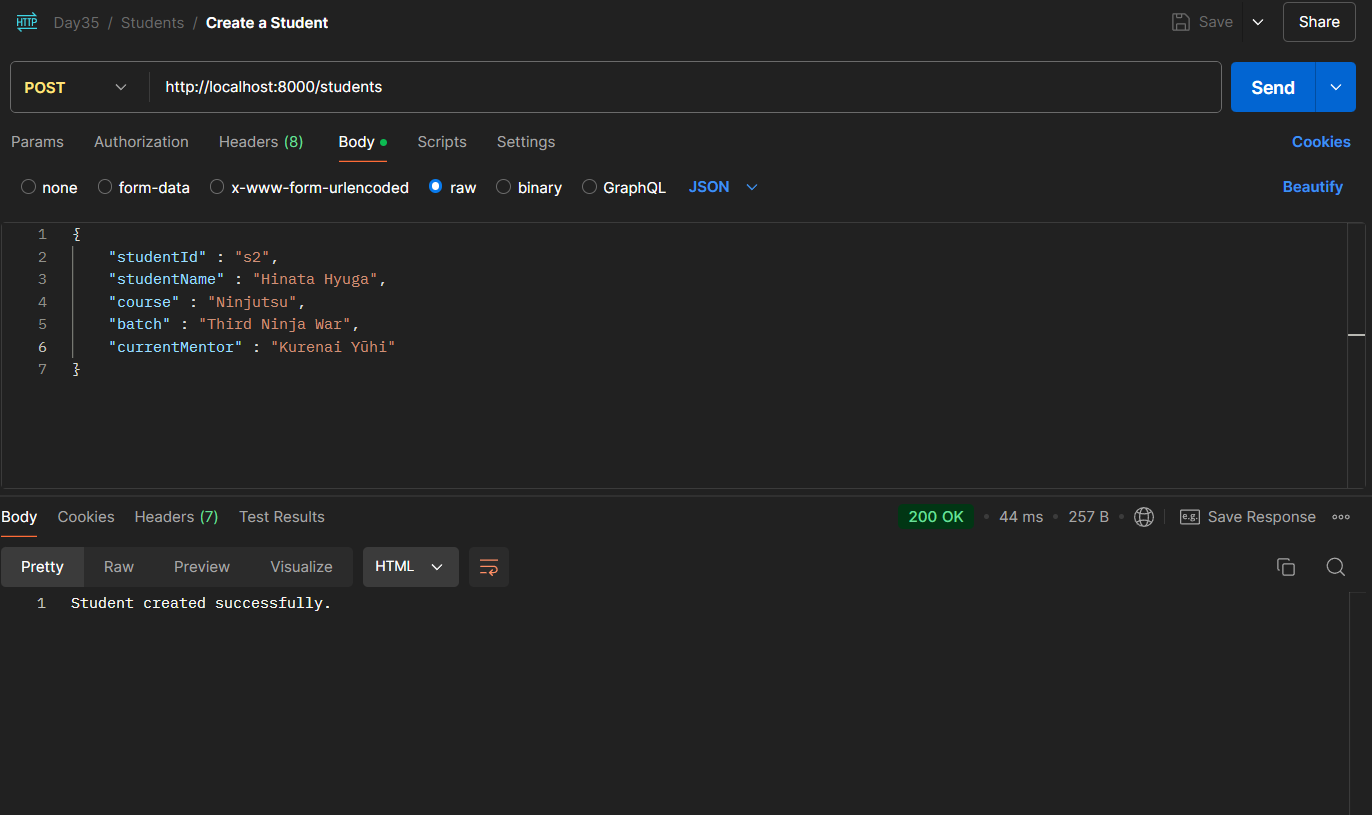 HTTP Day35 / Students / Create a Student Save Share
POST http://localhost:8000/students Send
Params Authorization Headers (8) Body Scripts Settings Cookies
none form-data x-www-form-urlencoded raw binary GraphQL JSON Beautify
1 {
2 "studentId" : "s2",
3 "studentName" : "Hinata Hyuga",
4 "course" : "Ninjutsu",
5 "batch" : "Third Ninja War",
6 "currentMentor" : "Kurenai Yūhi"
7 }
Body Cookies Headers (7) Test Results 200 OK • 44 ms • 257 B • e.g. Save Response
Pretty Raw Preview Visualize HTML
1 Student created successfully.